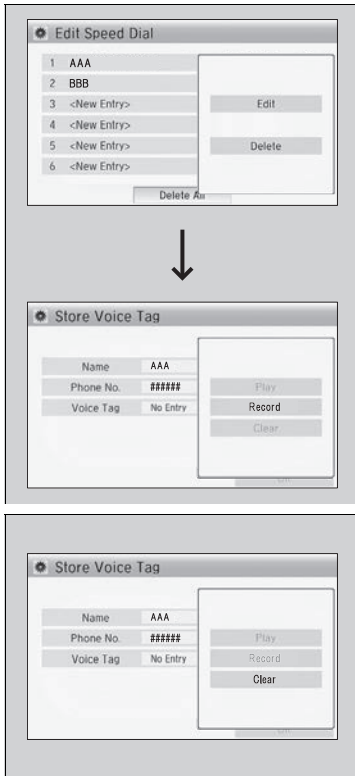 Edit Speed Dial
1 AAA
2 BBB
3 <New Entry>
4 <New Entry>
5 <New Entry>
6 <New Entry>
Edit
Delete
Delete All
Store Voice Tag
Name AAA
Phone No. ######
Voice Tag No Entry
Play
Record
Clear
OK
Store Voice Tag
Name AAA
Phone No. ######
Voice Tag No Entry
Play
Record
Clear